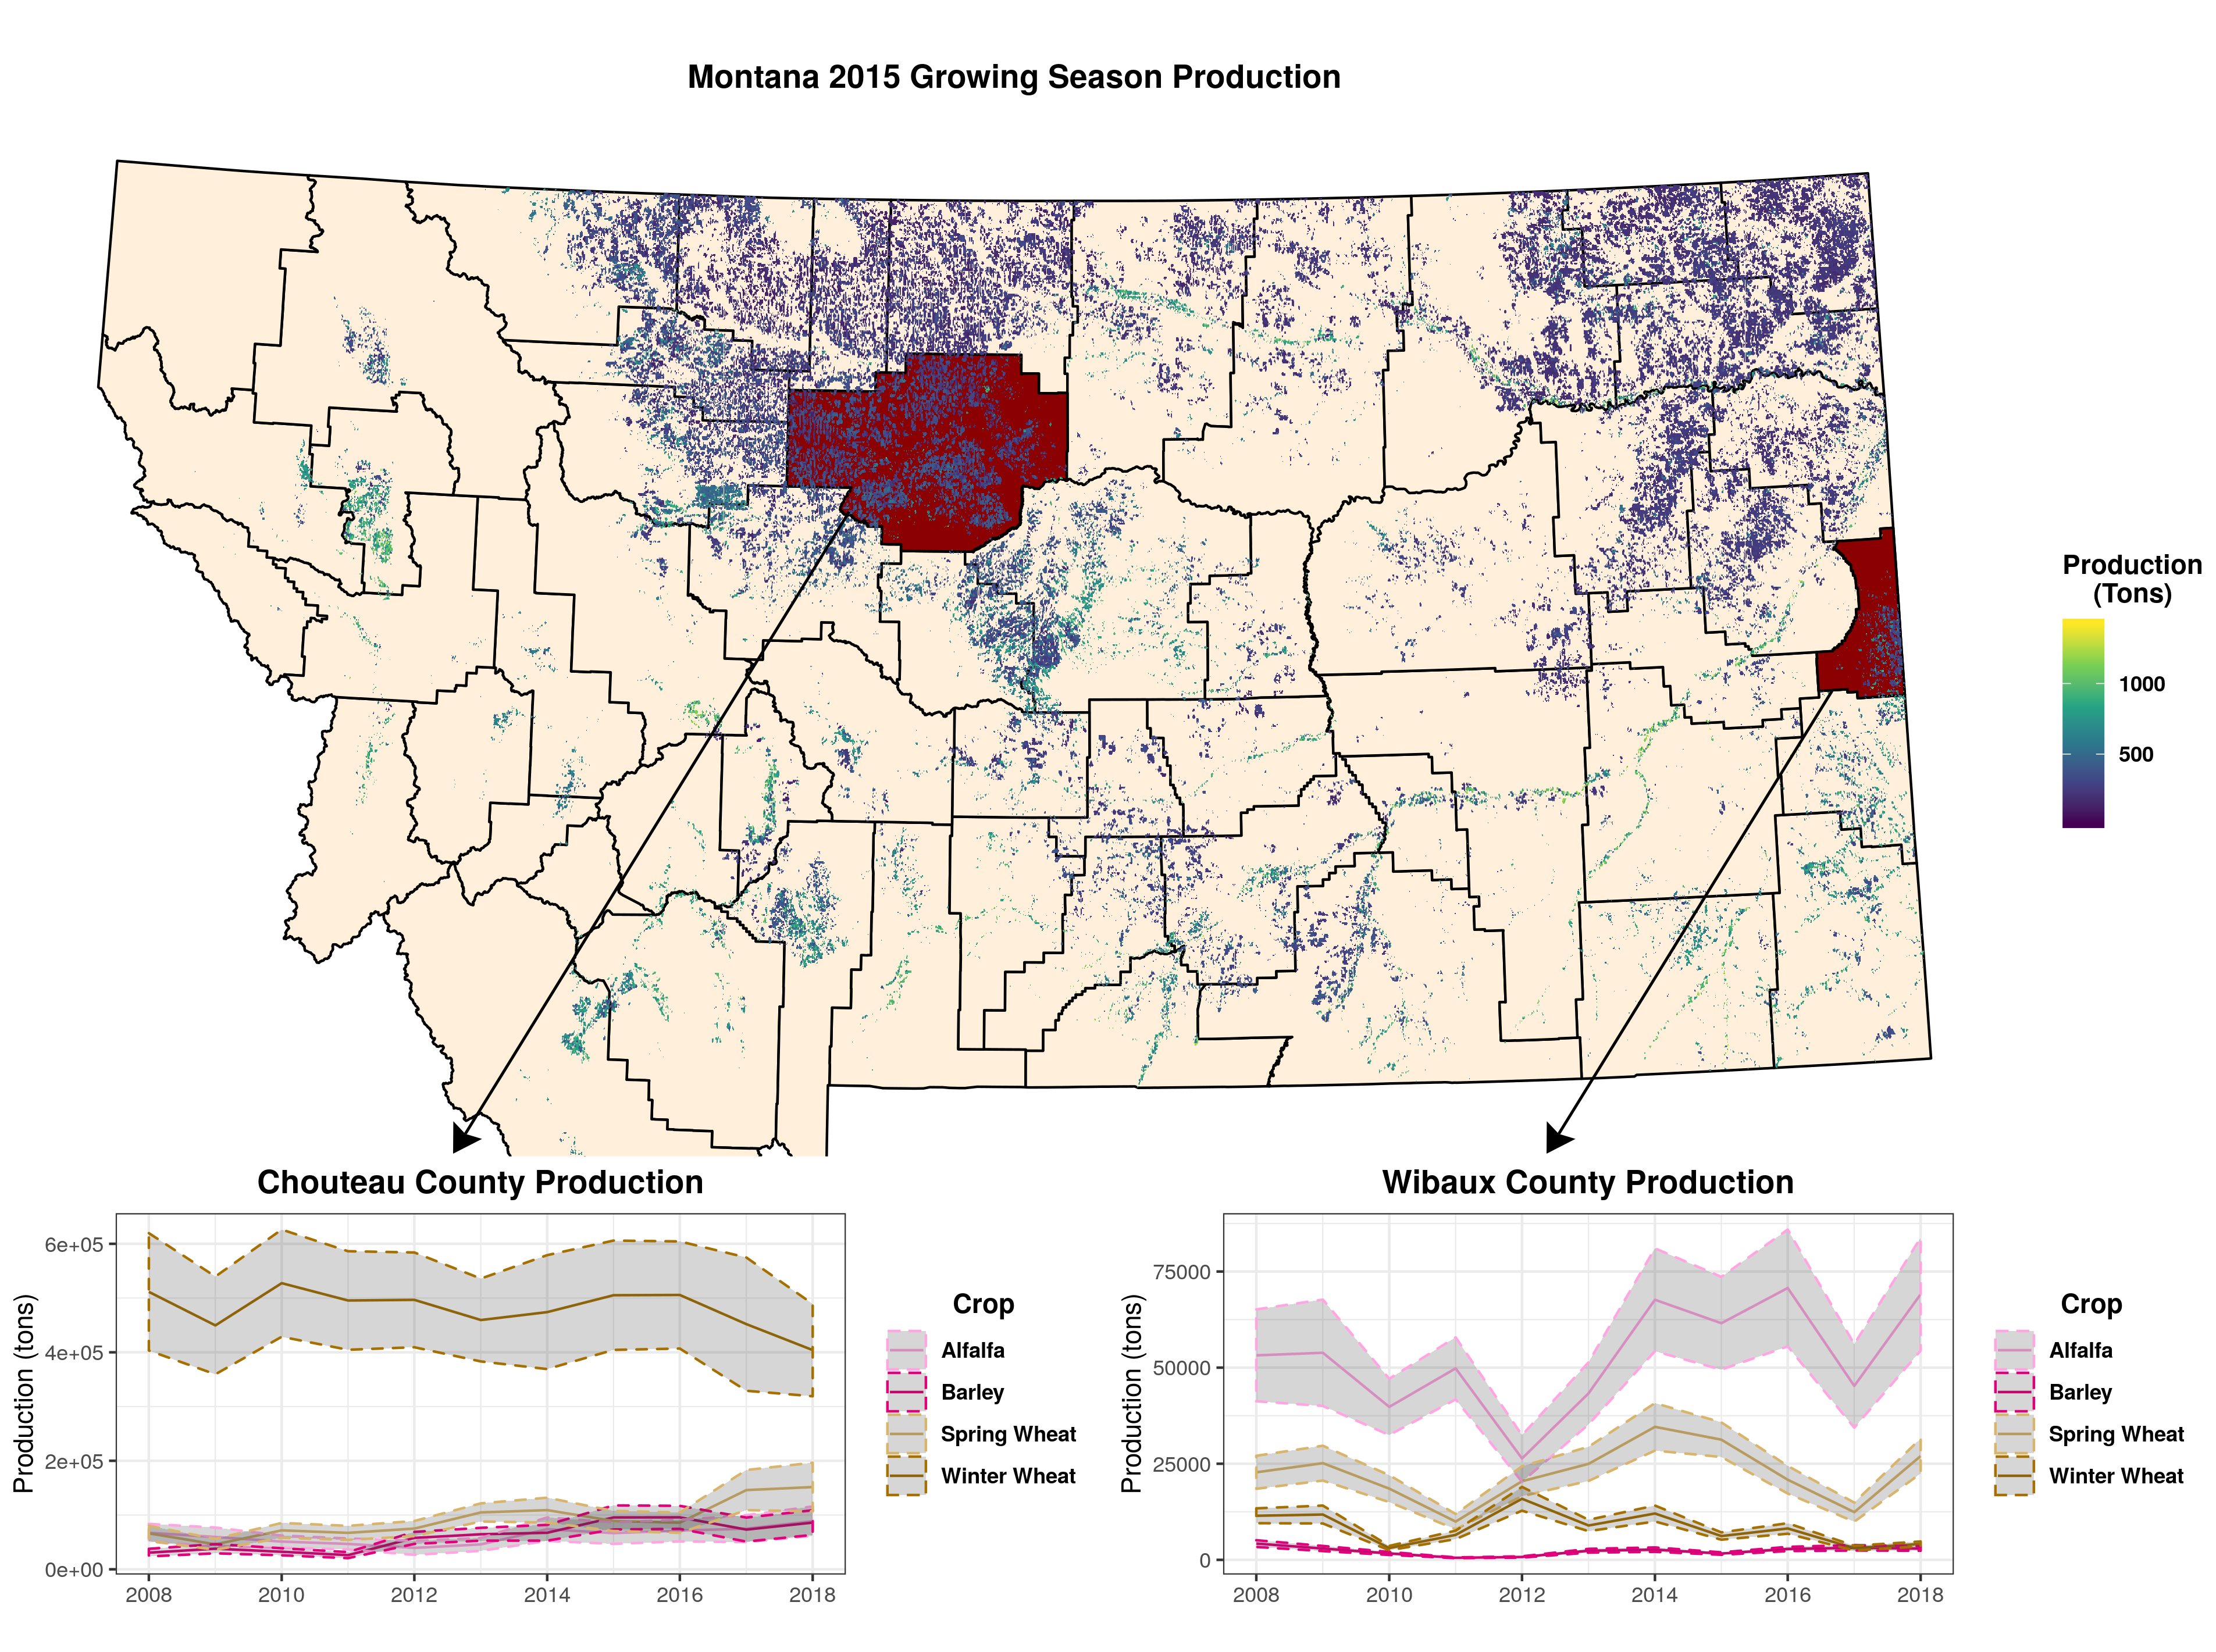 Montana 2015 Growing Season Production
Production
(Tons)
1000
500
Chouteau County Production
Production (tons)
6e+05
4e+05
2e+05
0e+00
2008 2010 2012 2014 2016 2018
Crop
Alfalfa
Barley
Spring Wheat
Winter Wheat
Wibaux County Production
Production (tons)
75000
50000
25000
0
2008 2010 2012 2014 2016 2018
Crop
Alfalfa
Barley
Spring Wheat
Winter Wheat